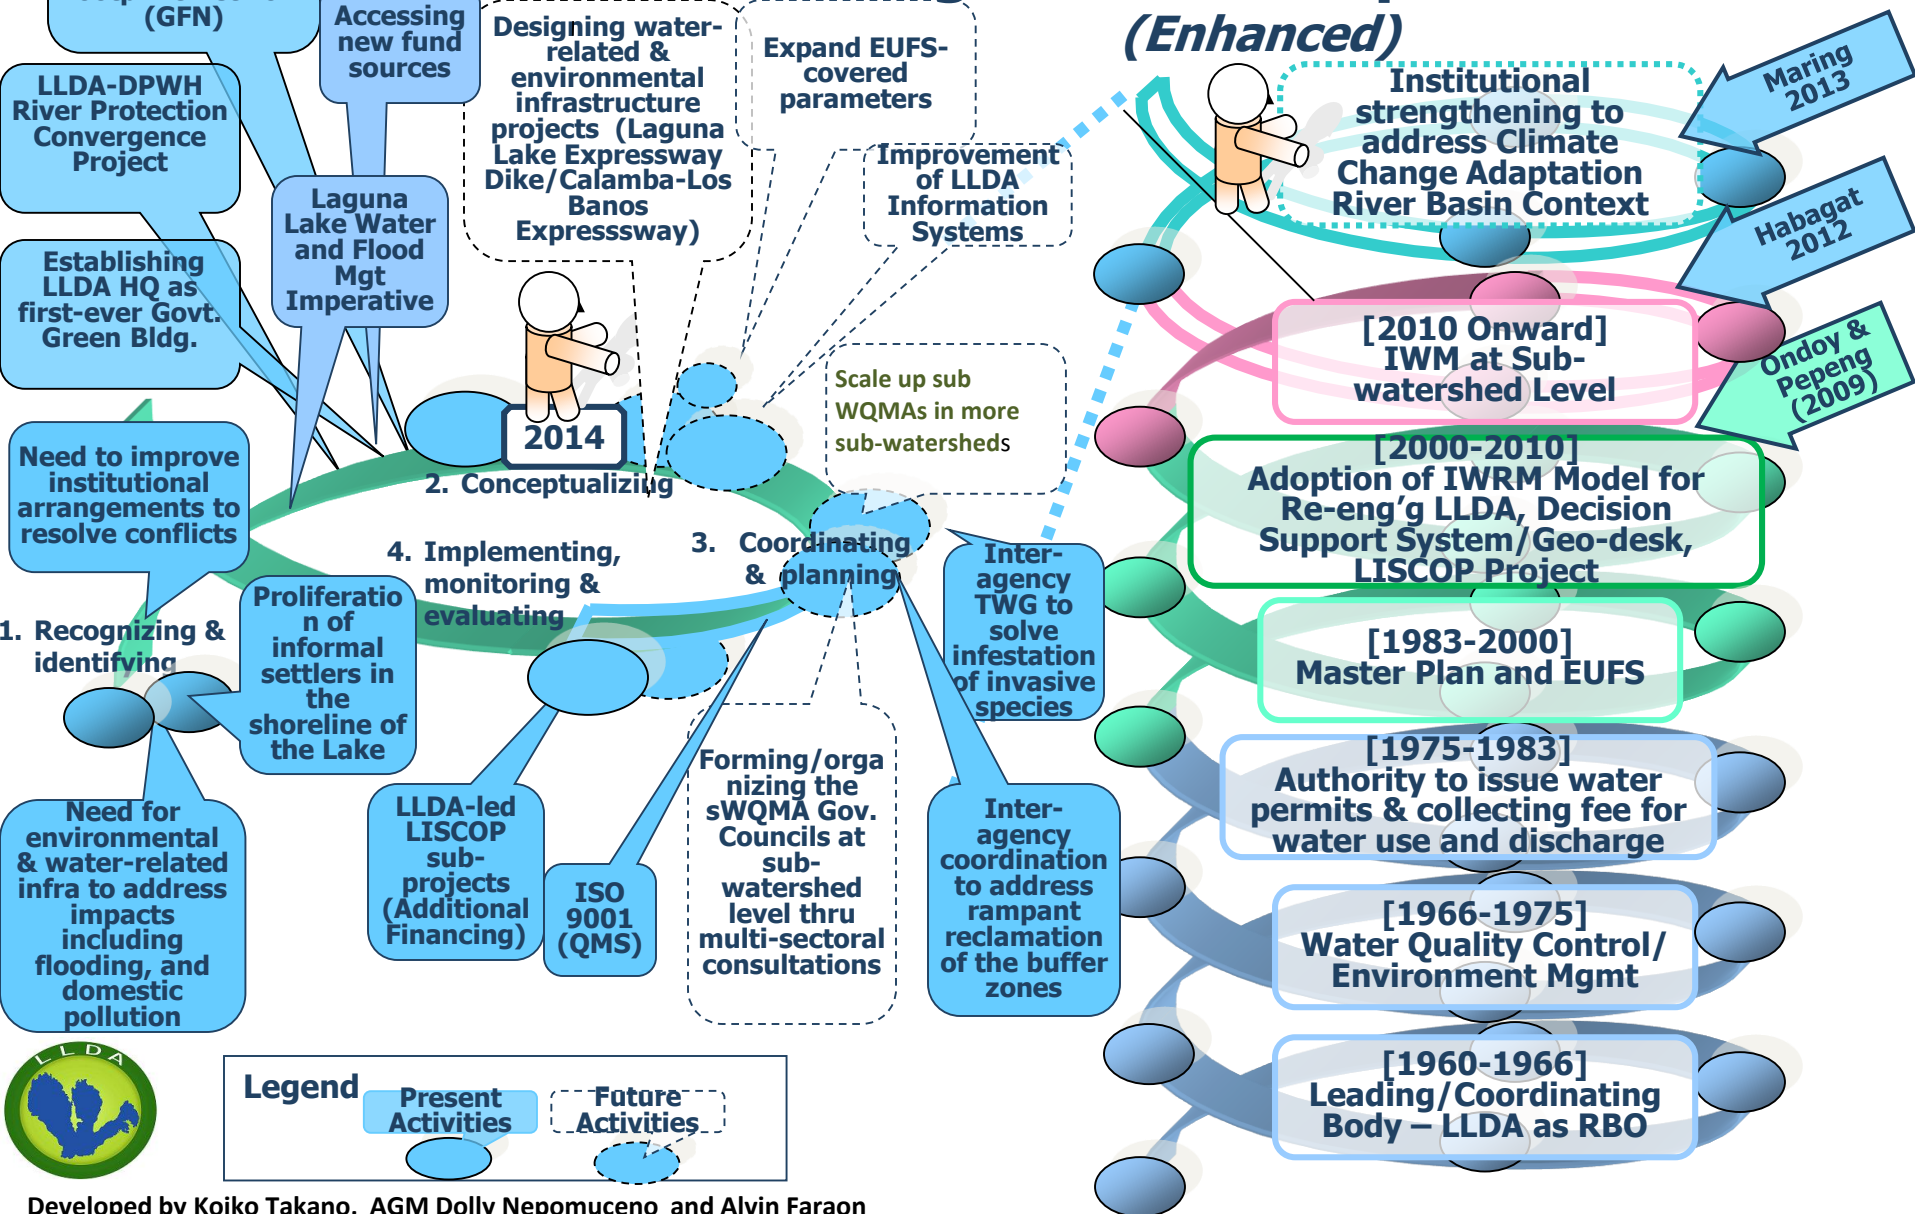 (GFN)
Accessing
new fund
sources
Designing water-
related &
environmental
infrastructure
projects (Laguna
Lake Expressway
Dike/Calamba-Los
Banos
Expresssway)
Expand EUFS-
covered
parameters
(Enhanced)
Maring
2013
LLDA-DPWH
River Protection
Convergence
Project
Institutional
strengthening to
address Climate
Change Adaptation
River Basin Context
Improvement
of LLDA
Information
Systems
Laguna
Lake Water
and Flood
Mgt
Imperative
Habagat
2012
Establishing
LLDA HQ as
first-ever Govt.
Green Bldg.
[2010 Onward]
IWM at Sub-
watershed Level
Ondoy &
Pepeng
(2009)
Scale up sub
WQMAs in more
sub-watersheds
2014
2. Conceptualizing
Need to improve
institutional
arrangements to
resolve conflicts
[2000-2010]
Adoption of IWRM Model for
Re-eng’g LLDA, Decision
Support System/Geo-desk,
LISCOP Project
4. Implementing,
monitoring &
evaluating
3. Coordinating
& planning
Inter-
agency
TWG to
solve
infestation
of invasive
species
1. Recognizing &
identifying
Proliferatio
n of
informal
settlers in
the
shoreline of
the Lake
[1983-2000]
Master Plan and EUFS
[1975-1983]
Authority to issue water
permits & collecting fee for
water use and discharge
Need for
environmental
& water-related
infra to address
impacts
including
flooding, and
domestic
pollution
LLDA-led
LISCOP
sub-
projects
(Additional
Financing)
ISO
9001
(QMS)
Forming/orga
nizing the
sWQMA Gov.
Councils at
sub-
watershed
level thru
multi-sectoral
consultations
Inter-
agency
coordination
to address
rampant
reclamation
of the buffer
zones
[1966-1975]
Water Quality Control/
Environment Mgmt
[1960-1966]
Leading/Coordinating
Body – LLDA as RBO
LLDA
Legend
Present
Activities
Future
Activities
Developed by Koiko Takano, AGM Dolly Nepomuceno and Alvin Faraon